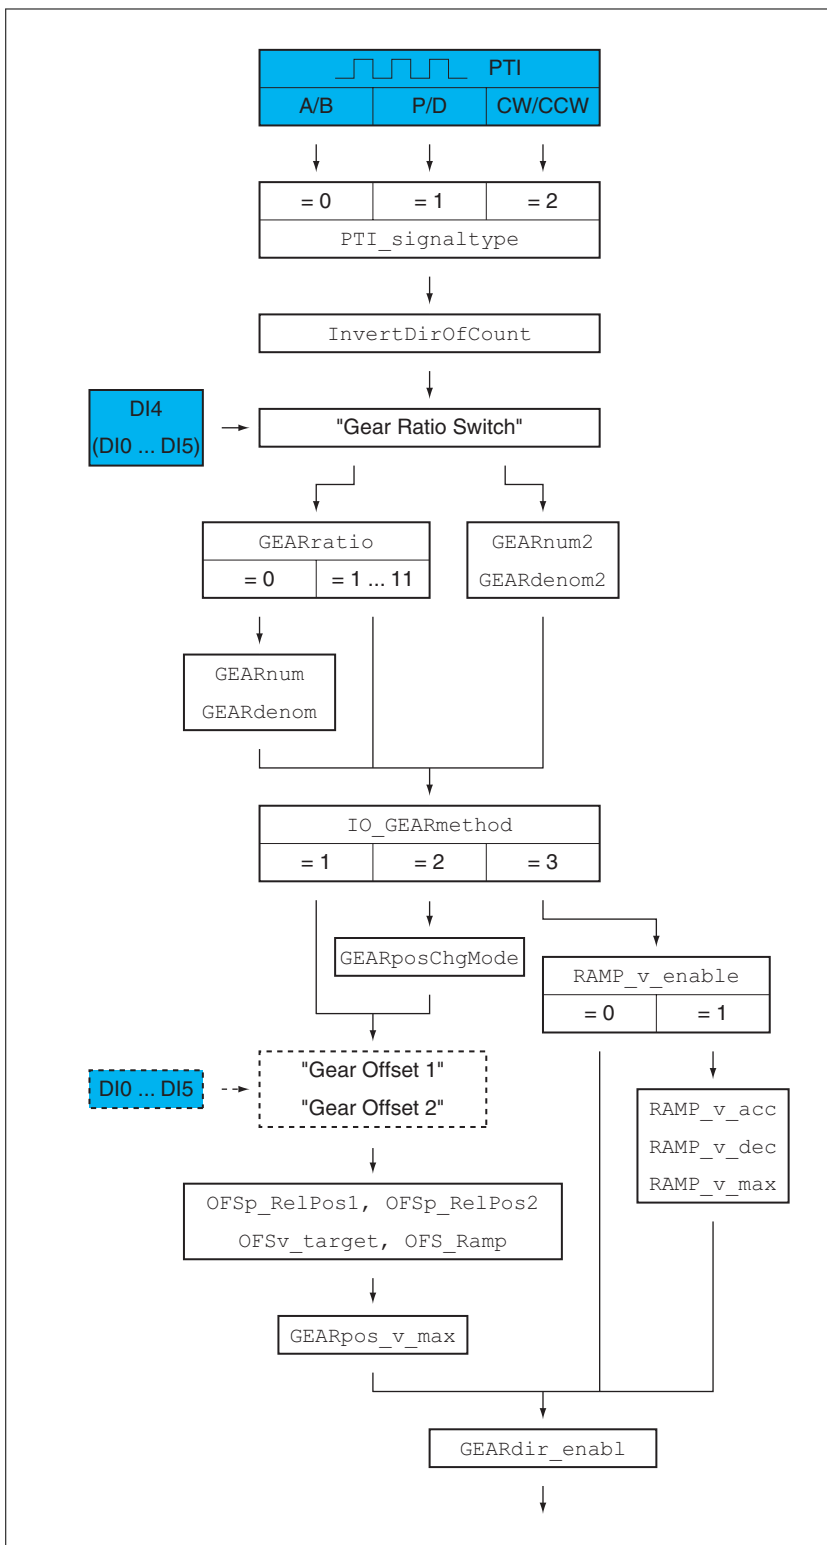 PTI
A/B P/D CW/CCW
= 0 = 1 = 2
PTI_signaltype
InvertDirOfCount
DI4
(DI0 ... DI5)
"Gear Ratio Switch"
GEARratio
= 0 = 1 ... 11
GEARnum2
GEARdenom2
GEARnum
GEARdenom
IO_GEARmethod
= 1 = 2 = 3
GEARposChgMode
RAMP_v_enable
= 0 = 1
DI0 ... DI5
"Gear Offset 1"
"Gear Offset 2"
RAMP_v_acc
RAMP_v_dec
RAMP_v_max
OFSp_RelPos1, OFSp_RelPos2
OFSv_target, OFS_Ramp
GEARpos_v_max
GEARdir_enabl